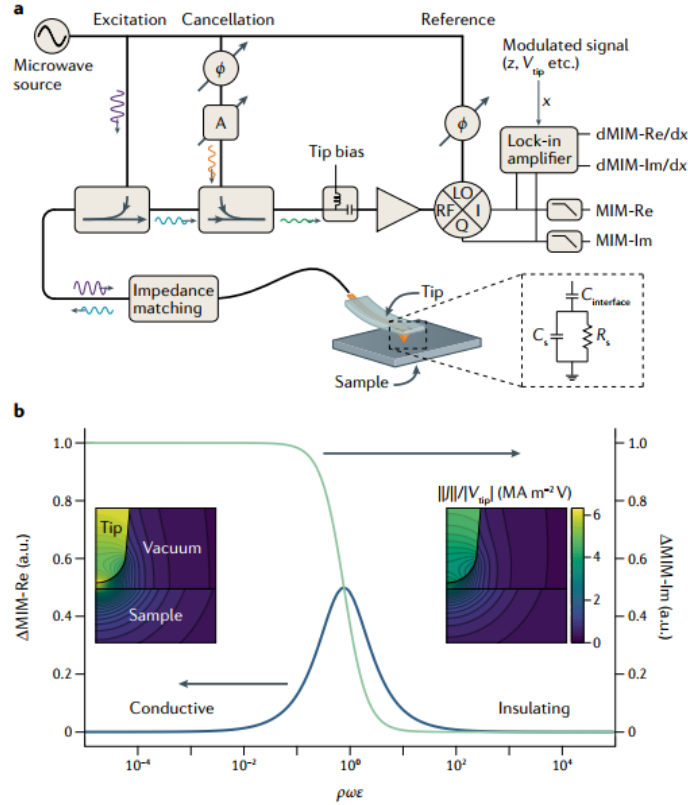 a
Excitation
Cancellation
Reference
Microwave
source
ϕ
A
Tip bias
ϕ
LO
RF
I
Q
Modulated signal
(z, V_tip etc.)
x
Lock-in
amplifier
dMIM-Re/dx
dMIM-Im/dx
MIM-Re
MIM-Im
Impedance
matching
Tip
Sample
C_interface
C_s
R_s
b
ΔMIM-Re (a.u.)
1.0
0.8
0.6
0.4
0.2
0
Tip
Vacuum
Sample
Conductive
||J||/|V_tip| (MA m⁻² V)
6
4
2
0
Insulating
1.0
0.8
0.6
0.4
0.2
0
ΔMIM-Im (a.u.)
10⁻⁴
10⁻²
10⁰
10²
10⁴
ρωε